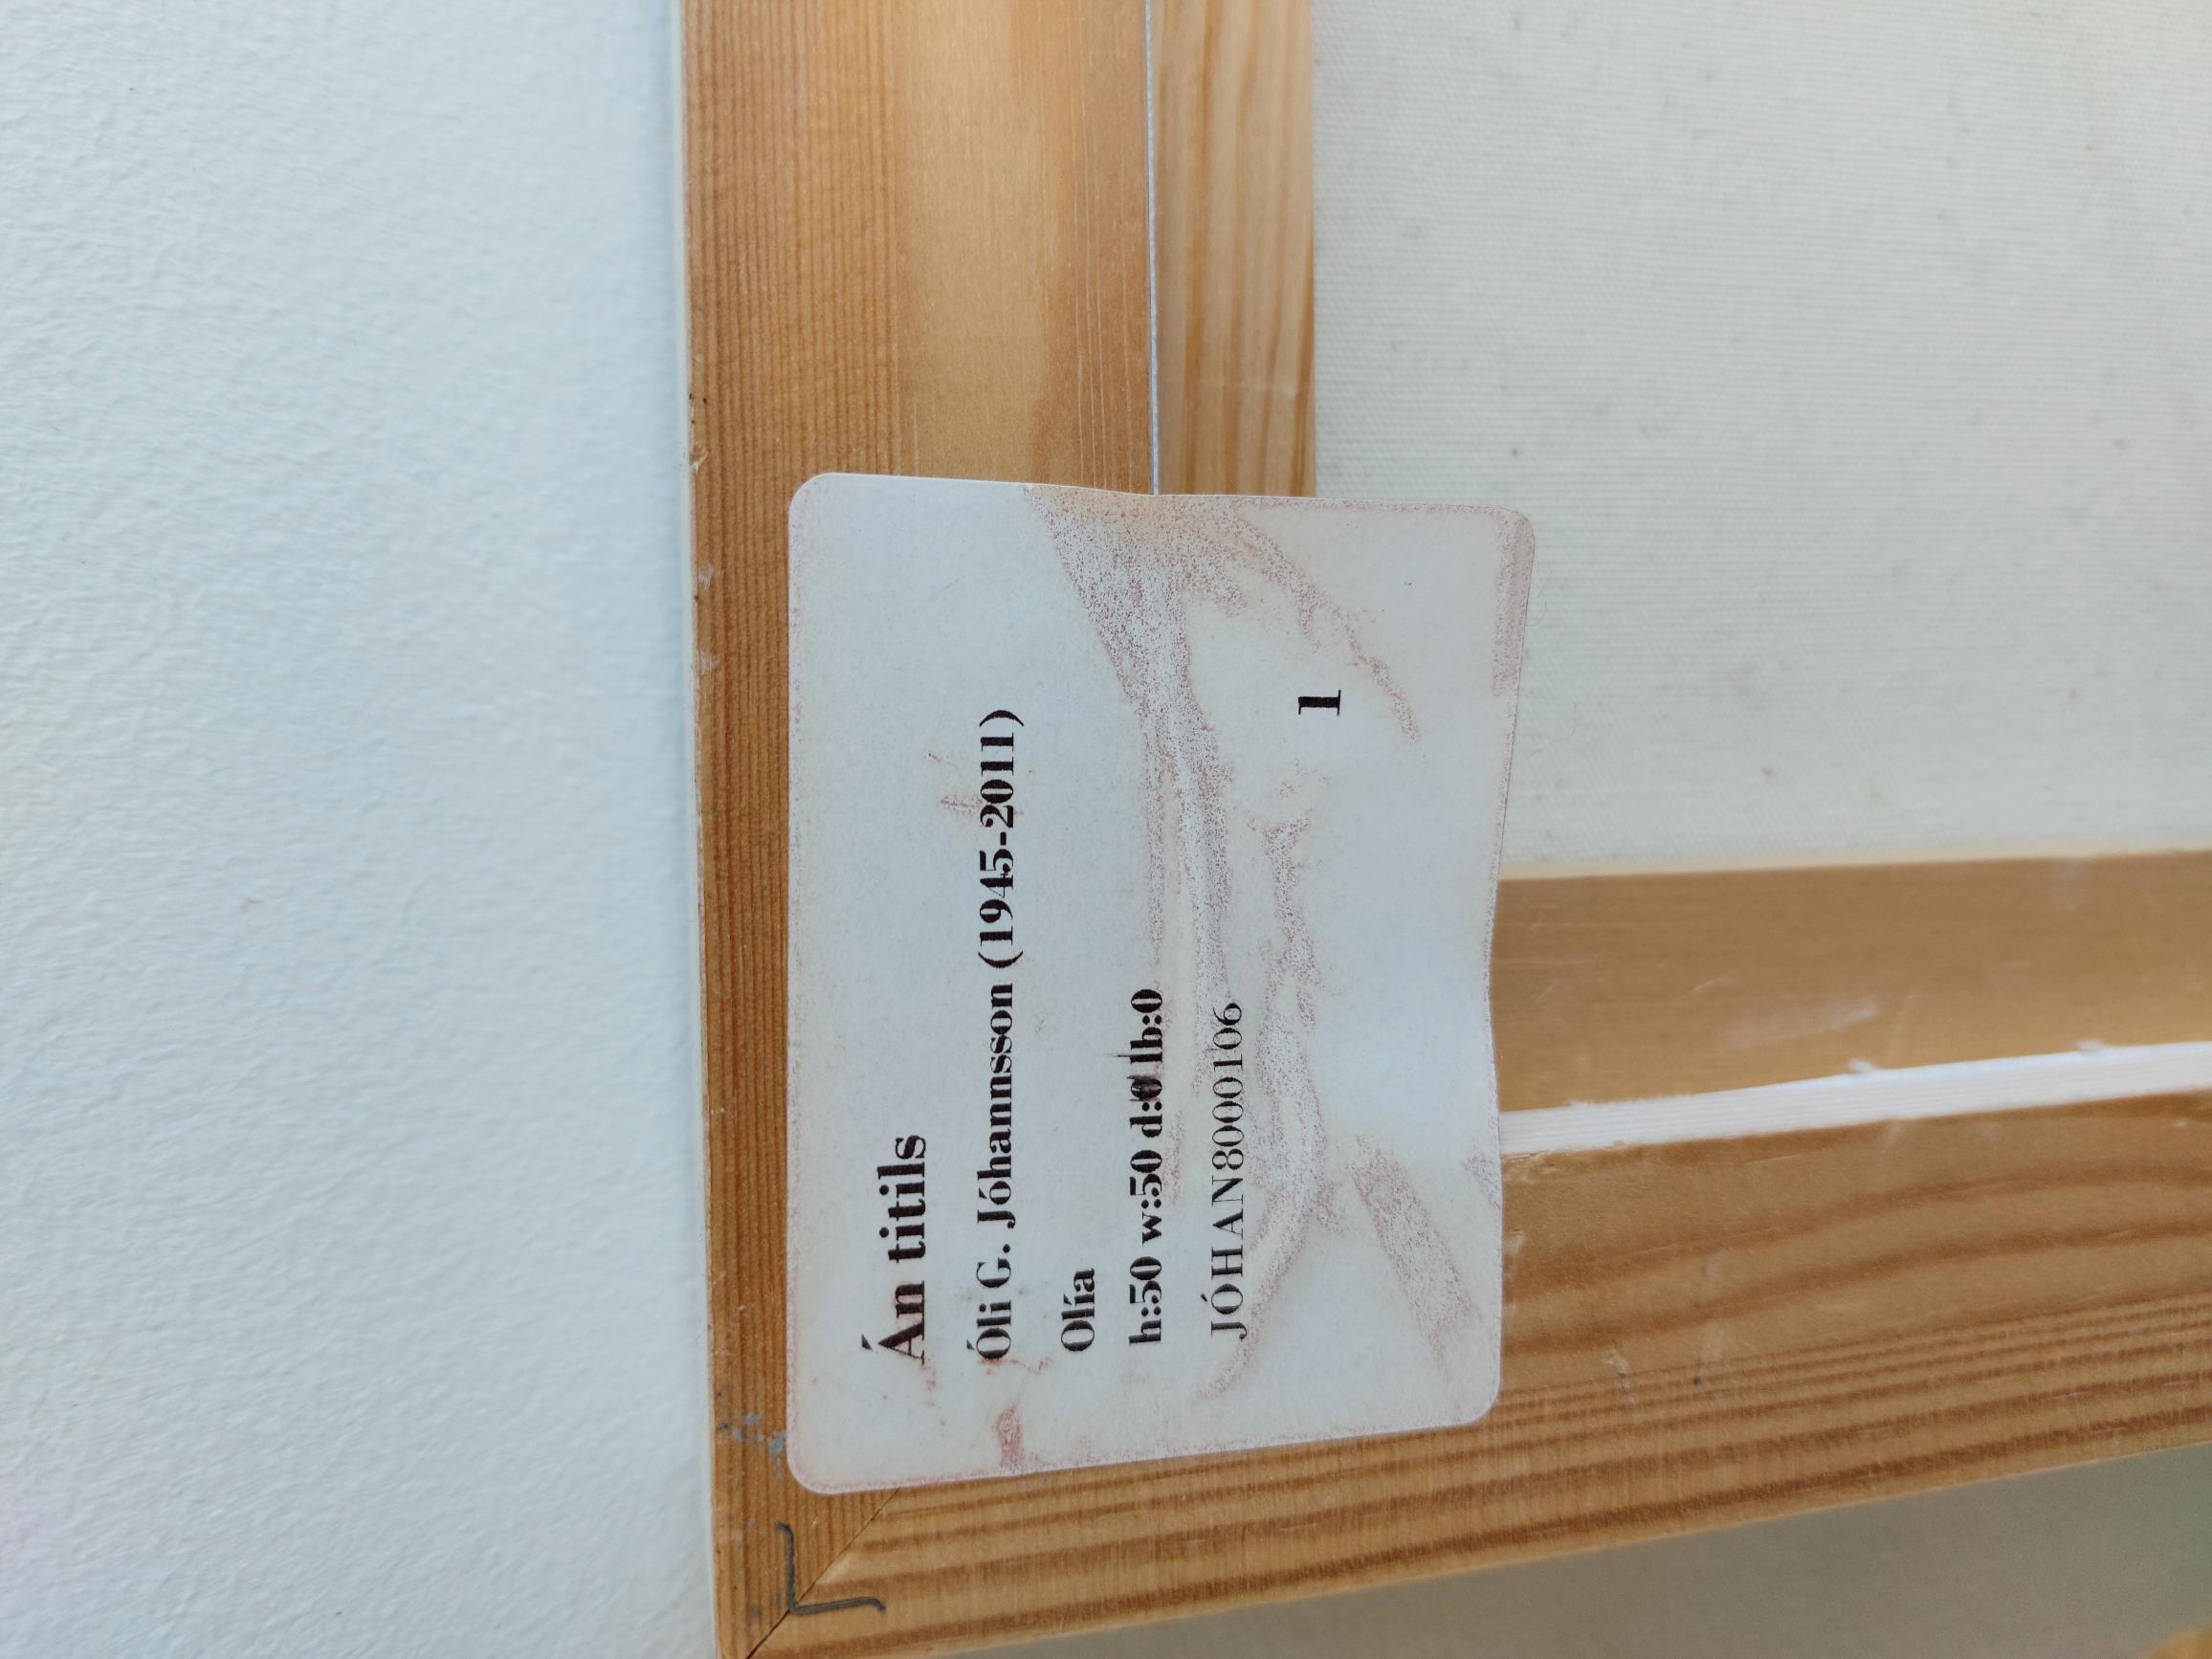 Án titils
Óli G. Jóhannsson (1945-2011)
Olía
h:50 w:50 d:0 lb:0
JÓHAN8000106
1